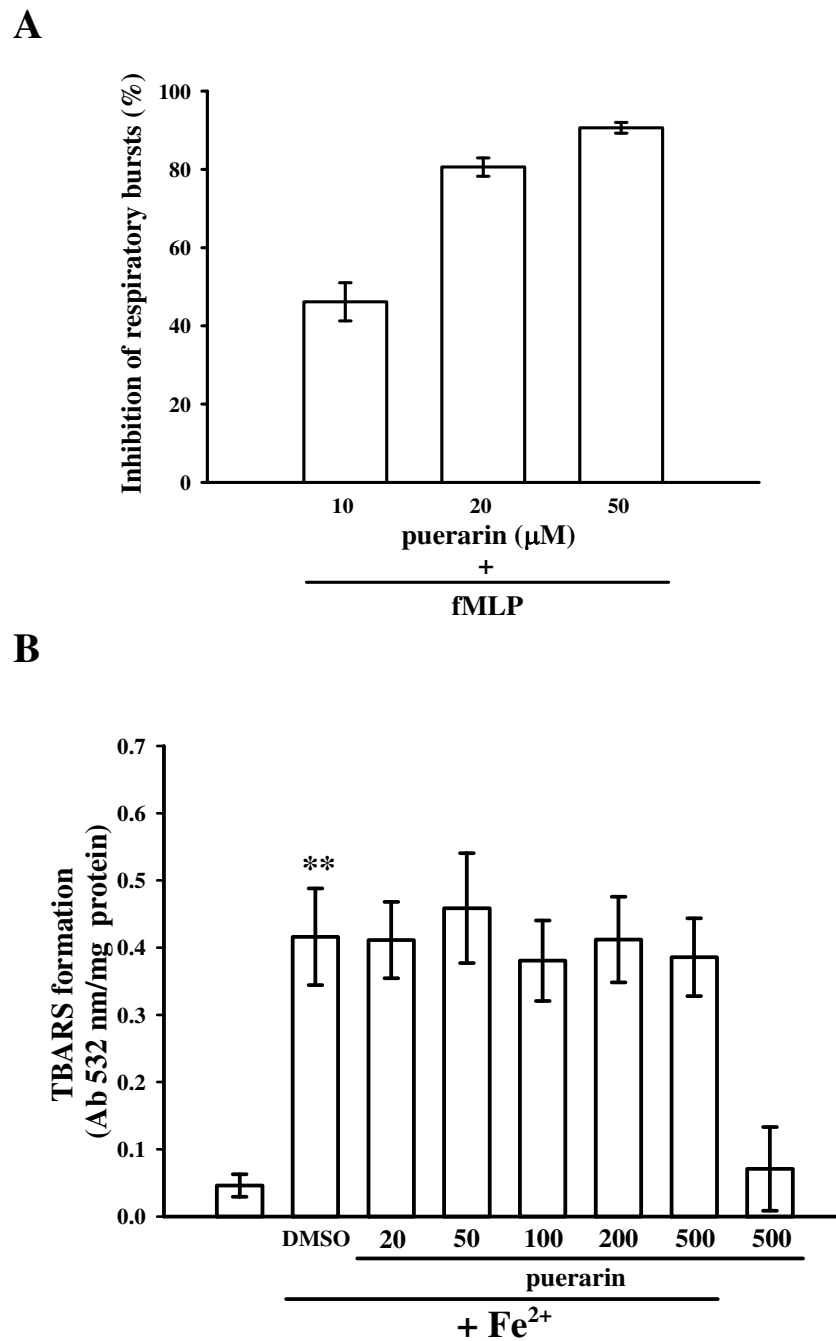 A
Inhibition of respiratory bursts (%)
100
80
60
40
20
0
10 20 50
puerarin (μM)
+
fMLP
B
TBARS formation
(Ab 532 nm/mg protein)
0.7
0.6
0.5
0.4
0.3
0.2
0.1
0.0
**
DMSO 20 50 100 200 500 500
puerarin
+ Fe²⁺